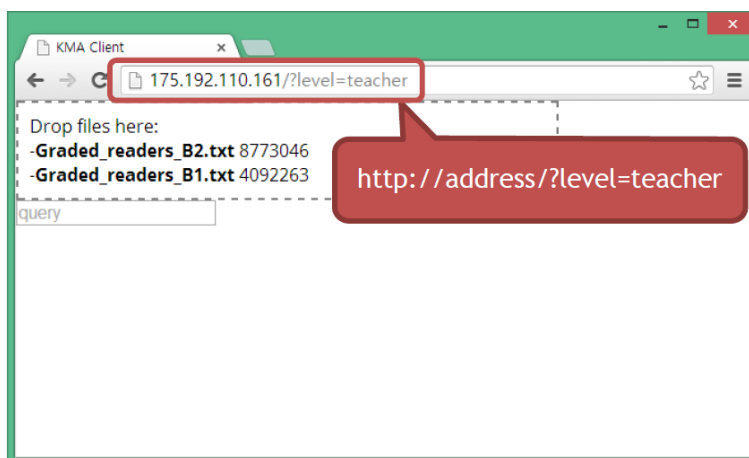 KMA Client
175.192.110.161/?level=teacher
Drop files here:
-Graded_readers_B2.txt 8773046
-Graded_readers_B1.txt 4092263
http://address/?level=teacher
query